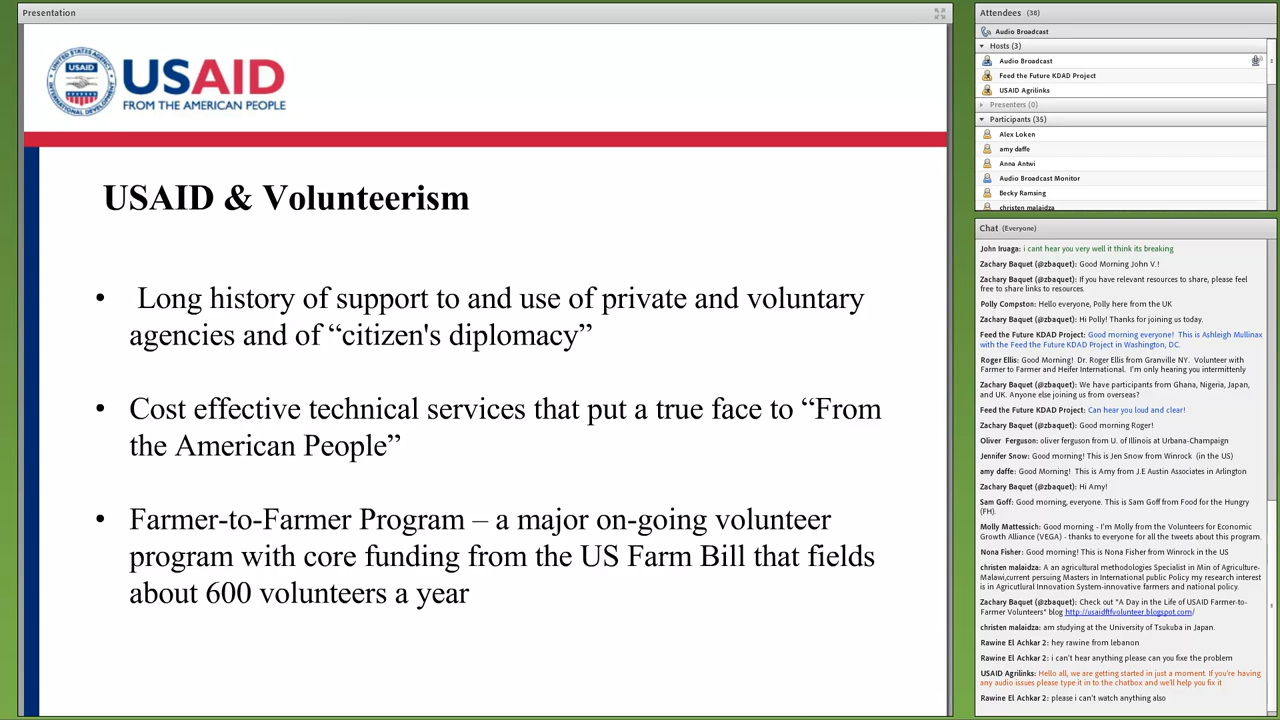 Presentation
USAID
FROM THE AMERICAN PEOPLE
UNITED STATES AGENCY
USAID
INTERNATIONAL DEVELOPMENT
USAID & Volunteerism
• Long history of support to and use of private and voluntary
agencies and of “citizen's diplomacy”
• Cost effective technical services that put a true face to “From
the American People”
• Farmer-to-Farmer Program – a major on-going volunteer
program with core funding from the US Farm Bill that fields
about 600 volunteers a year
Attendees (38)
Audio Broadcast
Hosts (3)
Audio Broadcast
Feed the Future KDAD Project
USAID Agrilinks
Presenters (0)
Participants (35)
Alex Loken
amy daffe
Anna Antwi
Audio Broadcast Monitor
Becky Ramsing
christen malaidza
Chat (Everyone)
John Iruaga: i cant hear you very well it think its breaking
Zachary Baquet (@zbaquet): Good Morning John V.!
Zachary Baquet (@zbaquet): If you have relevant resources to share, please feel
free to share links to resources.
Polly Compston: Hello everyone, Polly here from the UK
Zachary Baquet (@zbaquet): Hi Polly! Thanks for joining us today.
Feed the Future KDAD Project: Good morning everyone! This is Ashleigh Mullinax
with the Feed the Future KDAD Project in Washington, DC.
Roger Ellis: Good Morning! Dr. Roger Ellis from Granville NY. Volunteer with
Farmer to Farmer and Heifer International. I'm only hearing you intermittenly
Zachary Baquet (@zbaquet): We have participants from Ghana, Nigeria, Japan,
and UK. Anyone else joining us from overseas?
Feed the Future KDAD Project: Can hear you loud and clear!
Zachary Baquet (@zbaquet): Good morning Roger!
Oliver Ferguson: oliver ferguson from U. of Illinois at Urbana-Champaign
Jennifer Snow: Good morning! This is Jen Snow from Winrock (in the US)
amy daffe: Good Morning! This is Amy from J.E Austin Associates in Arlington
Zachary Baquet (@zbaquet): Hi Amy!
Sam Goff: Good morning, everyone. This is Sam Goff from Food for the Hungry
(FH).
Molly Mattessich: Good morning - I'm Molly from the Volunteers for Economic
Growth Alliance (VEGA) - thanks to everyone for all the tweets about this program.
Nona Fisher: Good morning! This is Nona Fisher from Winrock in the US
christen malaidza: A an agricultural methodologies Specialist in Min of Agriculture-
Malawi,current persuing Masters in International public Policy my research interest
is in Agricutlural Innovation System-innovative farmers and national policy.
Zachary Baquet (@zbaquet): Check out "A Day in the Life of USAID Farmer-to-
Farmer Volunteers" blog http://usaidftfvolunteer.blogspot.com/
christen malaidza: am studying at the University of Tsukuba in Japan.
Rawine El Achkar 2: hey rawine from lebanon
Rawine El Achkar 2: i can't hear anything please can you fixe the problem
USAID Agrilinks: Hello all, we are getting started in just a moment. If you're having
any audio issues please type it in to the chatbox and we'll help you fix it
Rawine El Achkar 2: please i can't watch anything also